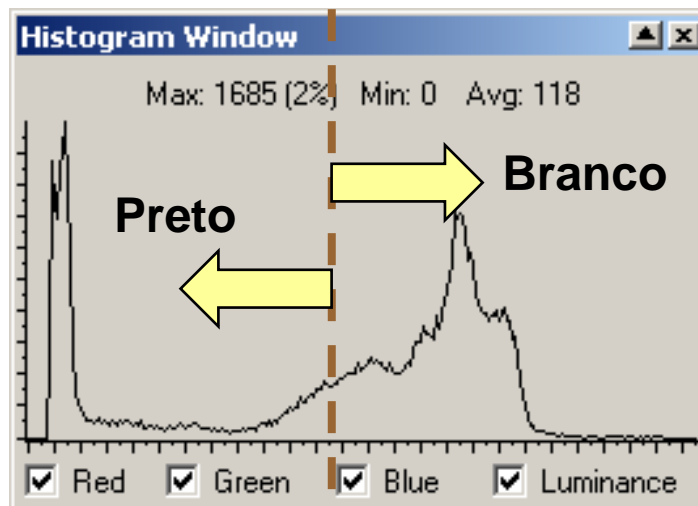 Histogram Window
Max: 1685 (2%) Min: 0 Avg: 118
Branco
Preto
Red Green Blue Luminance